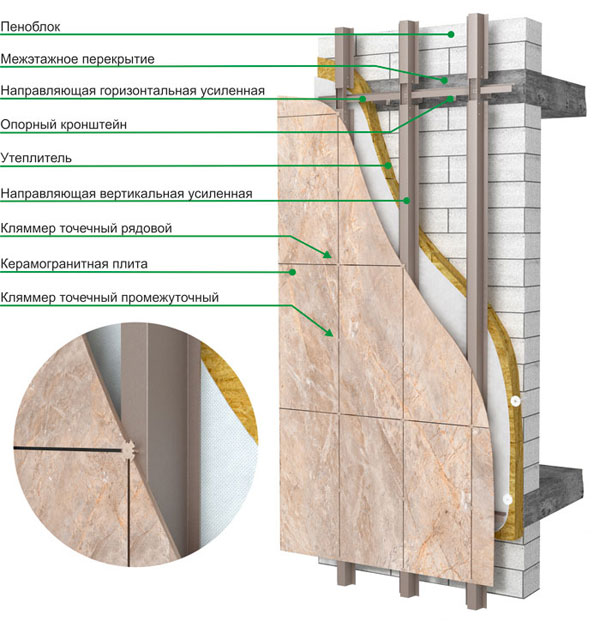 Пеноблок
Межэтажное перекрытие
Направляющая горизонтальная усиленная
Опорный кронштейн
Утеплитель
Направляющая вертикальная усиленная
Кляммер точечный рядовой
Керамогранитная плита
Кляммер точечный промежуточный